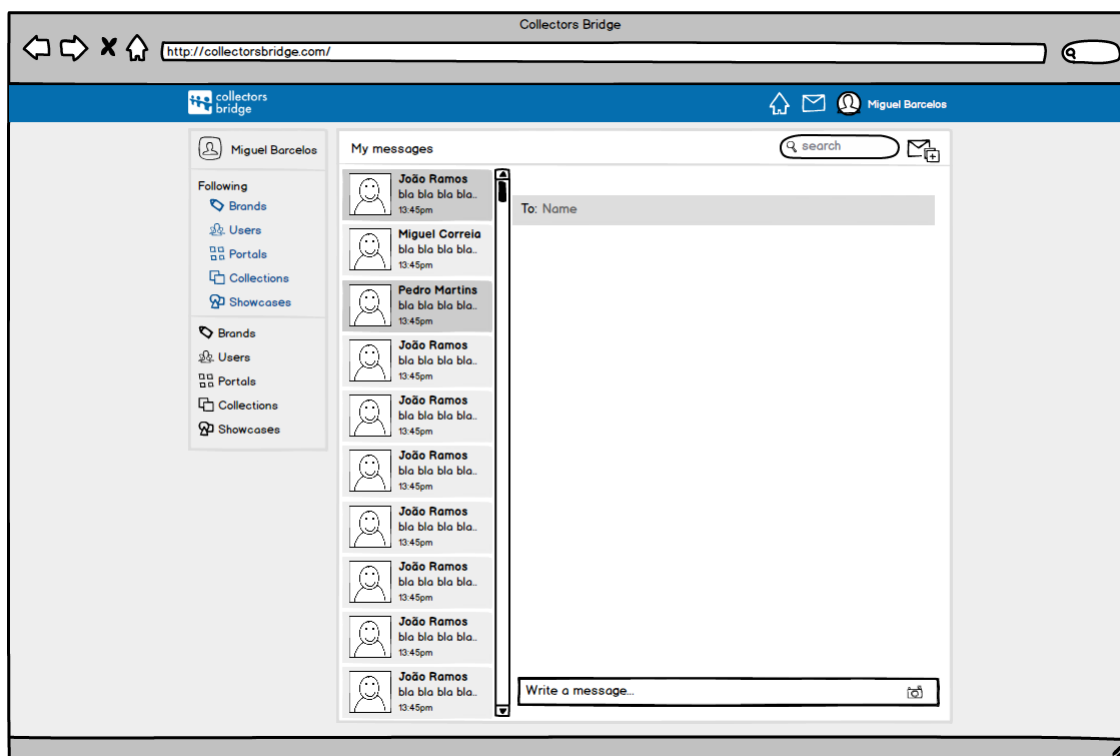 Collectors Bridge
http://collectorsbridge.com/
collectors
bridge
Miguel Barcelos
Miguel Barcelos
Following
Brands
Users
Portals
Collections
Showcases
Brands
Users
Portals
Collections
Showcases
My messages
search
João Ramos
bla bla bla bla..
13:45pm
Miguel Correia
bla bla bla bla..
13:45pm
Pedro Martins
bla bla bla bla..
13:45pm
João Ramos
bla bla bla bla..
13:45pm
João Ramos
bla bla bla bla..
13:45pm
João Ramos
bla bla bla bla..
13:45pm
João Ramos
bla bla bla bla..
13:45pm
João Ramos
bla bla bla bla..
13:45pm
João Ramos
bla bla bla bla..
13:45pm
João Ramos
bla bla bla bla..
13:45pm
To: Name
Write a message...